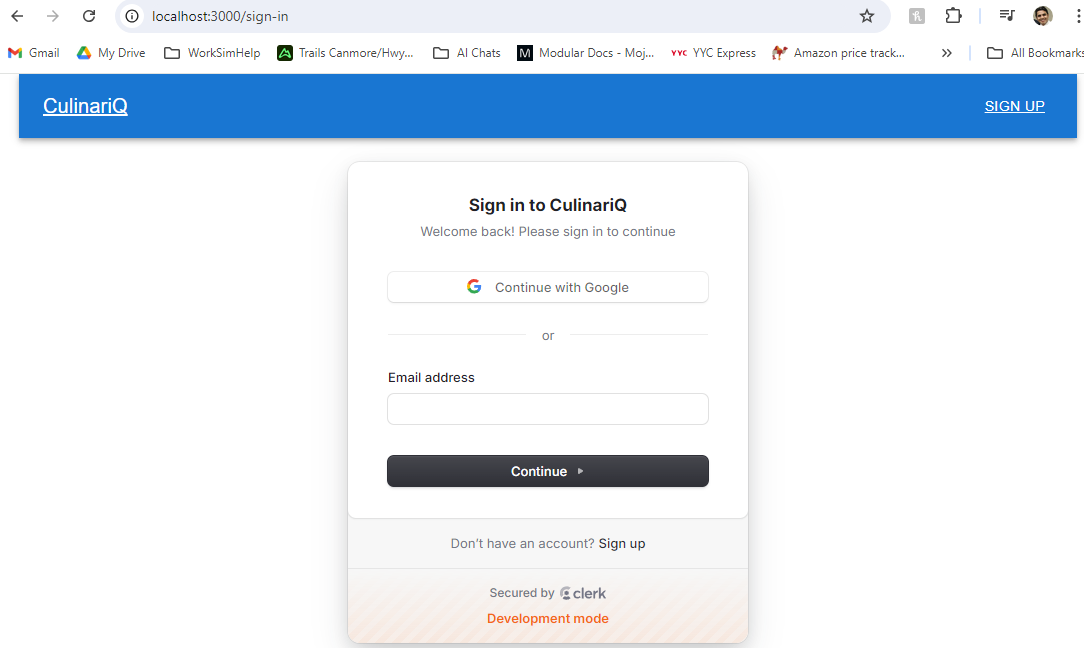 localhost:3000/sign-in
Gmail My Drive WorkSimHelp Trails Canmore/Hwy... AI Chats Modular Docs - Moj... YYC YYC Express Amazon price track... » All Bookmarks
CulinariQ SIGN UP
Sign in to CulinariQ
Welcome back! Please sign in to continue
Continue with Google
or
Email address
Continue
Don't have an account? Sign up
Secured by clerk
Development mode